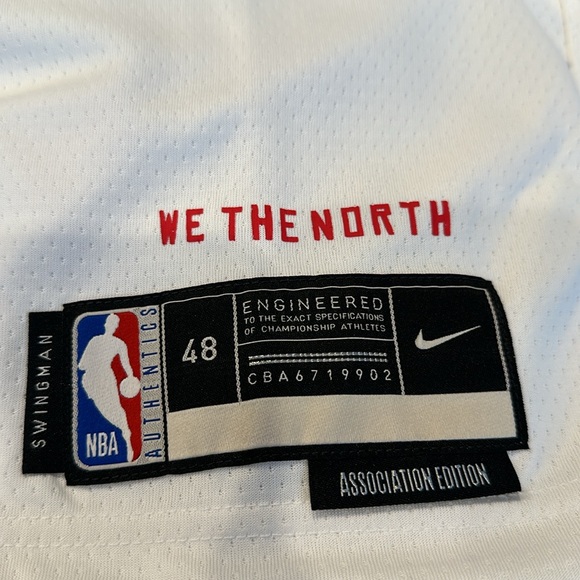 WE THE NORTH
SWINGMAN
NBA
AUTHENTICS
48
ENGINEERED
TO THE EXACT SPECIFICATIONS
OF CHAMPIONSHIP ATHLETES
CBA6719902
ASSOCIATION EDITION